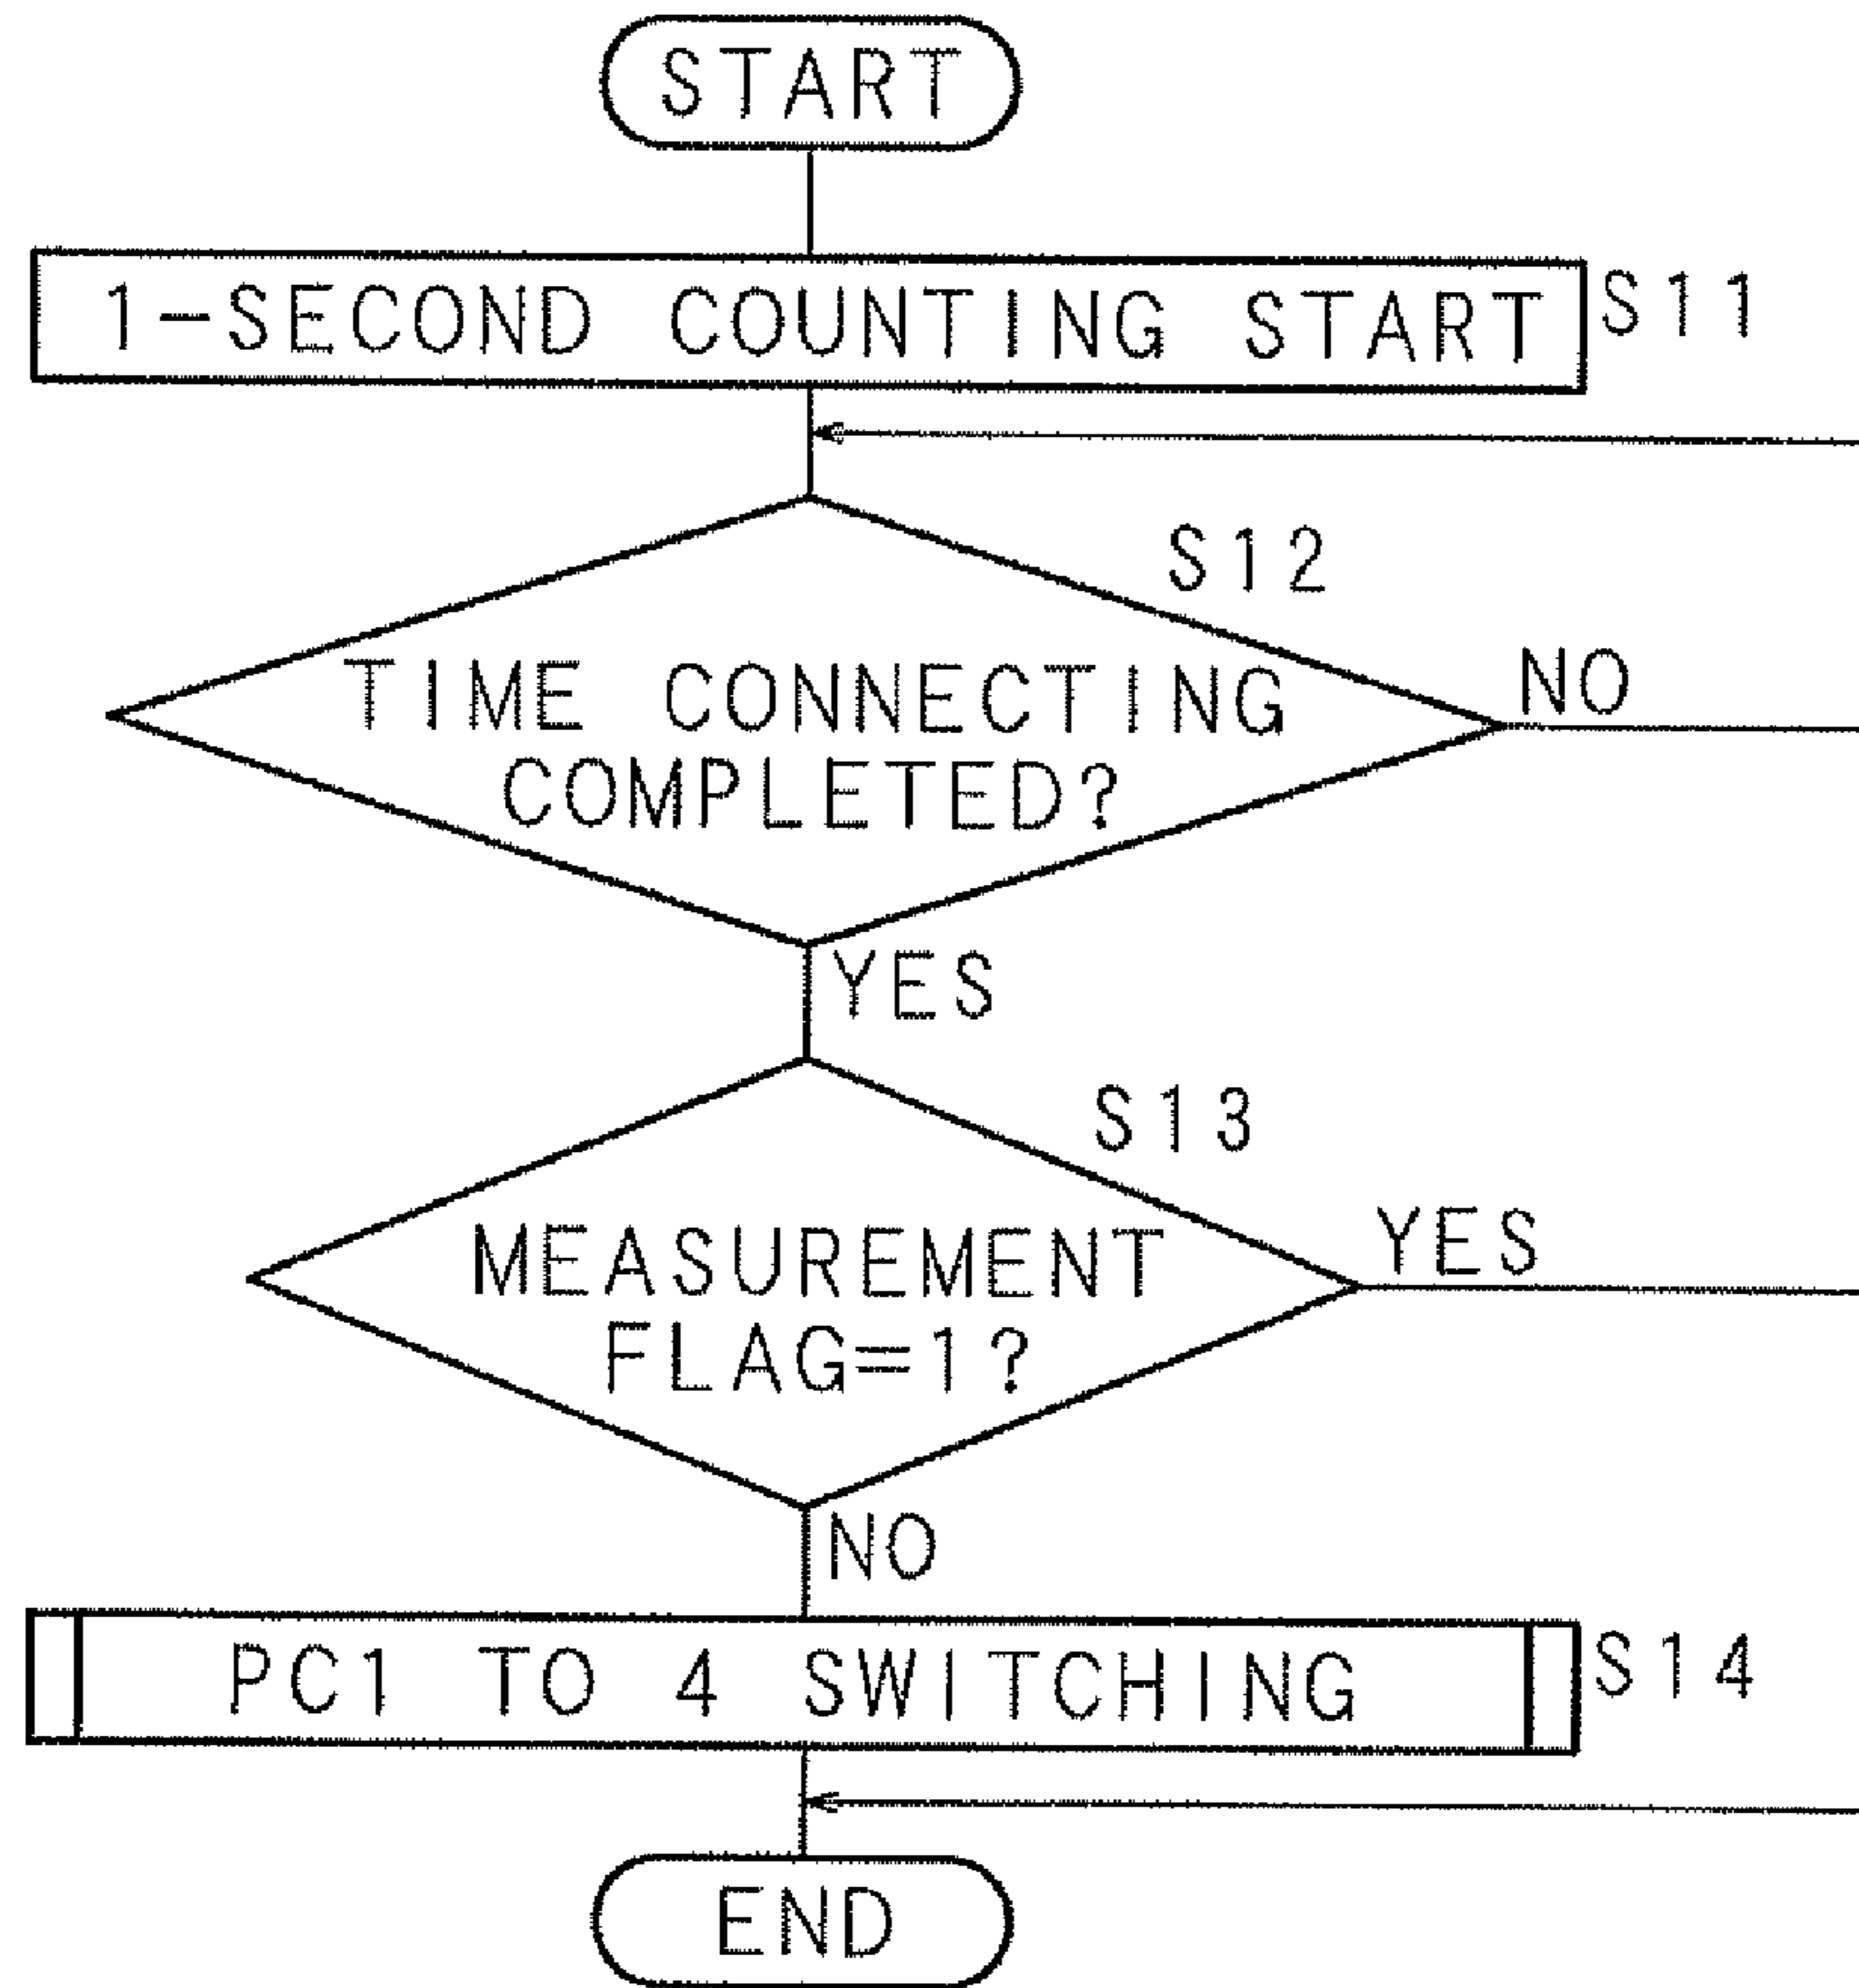 START
1-SECOND COUNTING START S11
S12
TIME CONNECTING NO
COMPLETED?
YES
S13
MEASUREMENT YES
FLAG=1?
NO
PC1 TO 4 SWITCHING S14
END